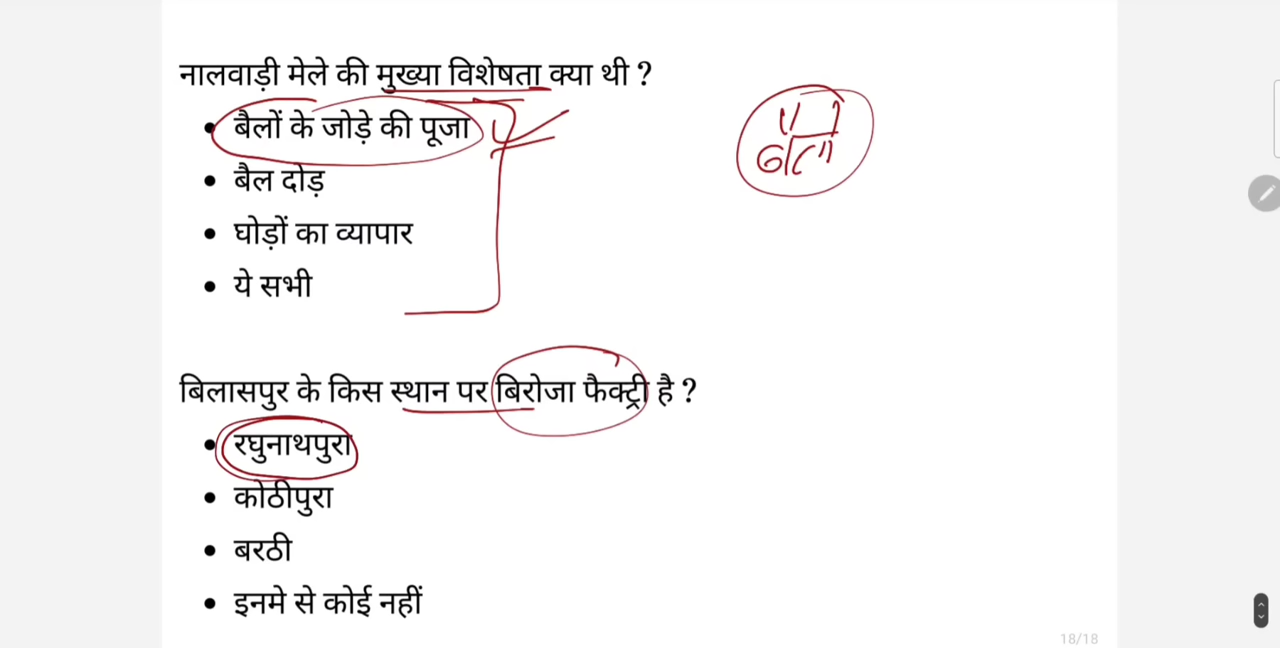 नालवाड़ी मेले की मुख्या विशेषता क्या थी ?
• बैलों के जोड़े की पूजा
• बैल दोड़
• घोड़ों का व्यापार
• ये सभी
बिलासपुर के किस स्थान पर बिरोजा फैक्ट्री है ?
• रघुनाथपुरा
• कोठीपुरा
• बरठी
• इनमे से कोई नहीं
18/18